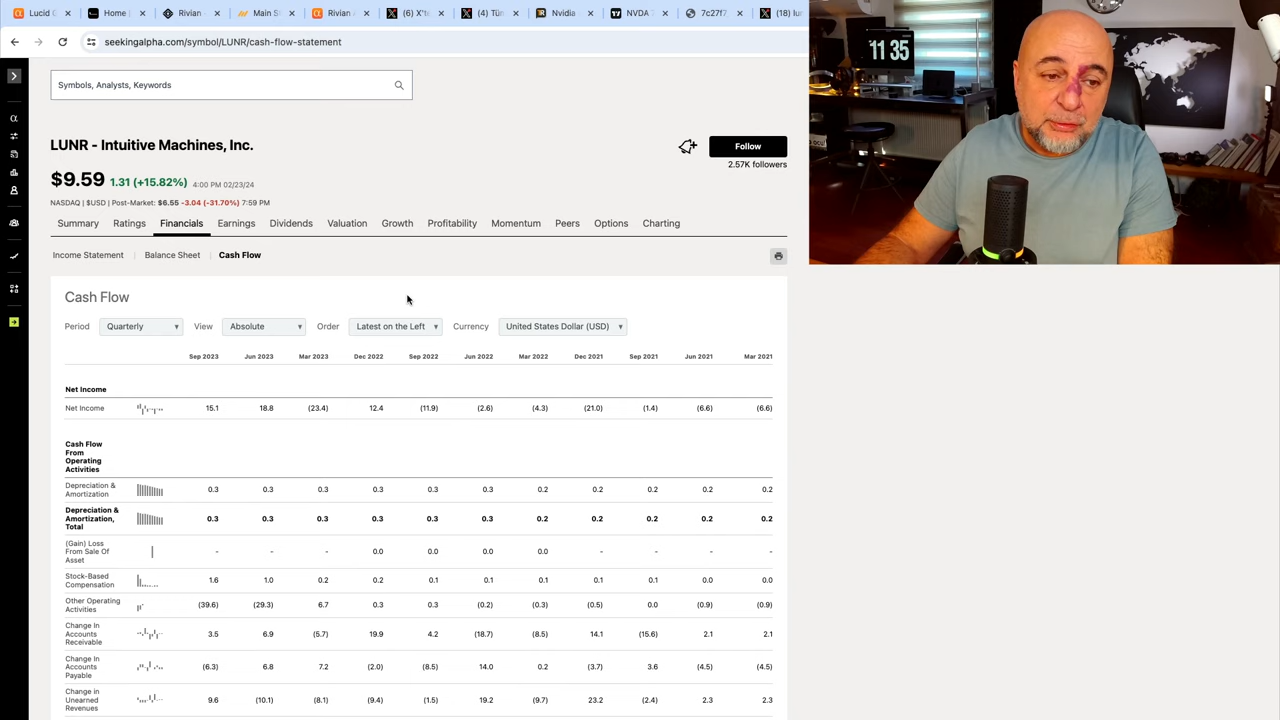 Lucid G
Home |
Rivian
Main S
Rivian
(6) X'te
(4) Tün
Nvidia
NVDA 7
7c227
(18) lun
seekingalpha.com/symbol/LUNR/cash-flow-statement
Symbols, Analysts, Keywords
LUNR - Intuitive Machines, Inc.
Follow
2.57K followers
$9.59 1.31 (+15.82%) 4:00 PM 02/23/24
NASDAQ | $USD | Post-Market: $6.55 -3.04 (-31.70%) 7:59 PM
Summary Ratings Financials Earnings Dividends Valuation Growth Profitability Momentum Peers Options Charting
Income Statement Balance Sheet Cash Flow
Cash Flow
Period Quarterly View Absolute Order Latest on the Left Currency United States Dollar (USD)
Sep 2023 Jun 2023 Mar 2023 Dec 2022 Sep 2022 Jun 2022 Mar 2022 Dec 2021 Sep 2021 Jun 2021 Mar 2021
Net Income
Net Income 15.1 18.8 (23.4) 12.4 (11.9) (2.6) (4.3) (21.0) (1.4) (6.6) (6.6)
Cash Flow
From
Operating
Activities
Depreciation &
Amortization 0.3 0.3 0.3 0.3 0.3 0.3 0.2 0.2 0.2 0.2 0.2
Depreciation &
Amortization,
Total 0.3 0.3 0.3 0.3 0.3 0.3 0.2 0.2 0.2 0.2 0.2
(Gain) Loss
From Sale Of
Asset - - - 0.0 0.0 0.0 0.0 - - - -
Stock-Based
Compensation 1.6 1.0 0.2 0.2 0.1 0.1 0.1 0.1 0.1 0.0 0.0
Other Operating
Activities (39.6) (29.3) 6.7 0.3 0.3 (0.2) (0.3) (0.5) 0.0 (0.9) (0.9)
Change In
Accounts
Receivable 3.5 6.9 (5.7) 19.9 4.2 (18.7) (8.5) 14.1 (15.6) 2.1 2.1
Change In
Accounts
Payable (6.3) 6.8 7.2 (2.0) (8.5) 14.0 0.2 (3.7) 3.6 (4.5) (4.5)
Change in
Unearned
Revenues 9.6 (10.1) (8.1) (9.4) (1.5) 19.2 (9.7) 23.2 (2.4) 2.3 2.3
11 35